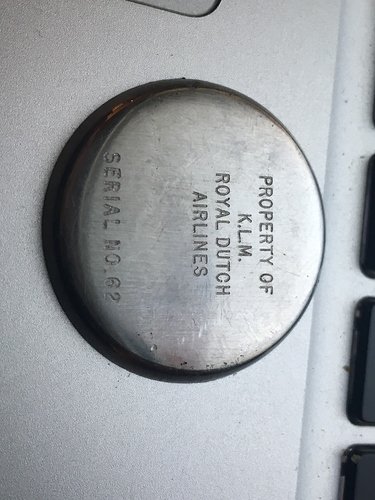 PROPERTY OF
K.L.M.
ROYAL DUTCH
AIRLINES
SERIAL NO. 62